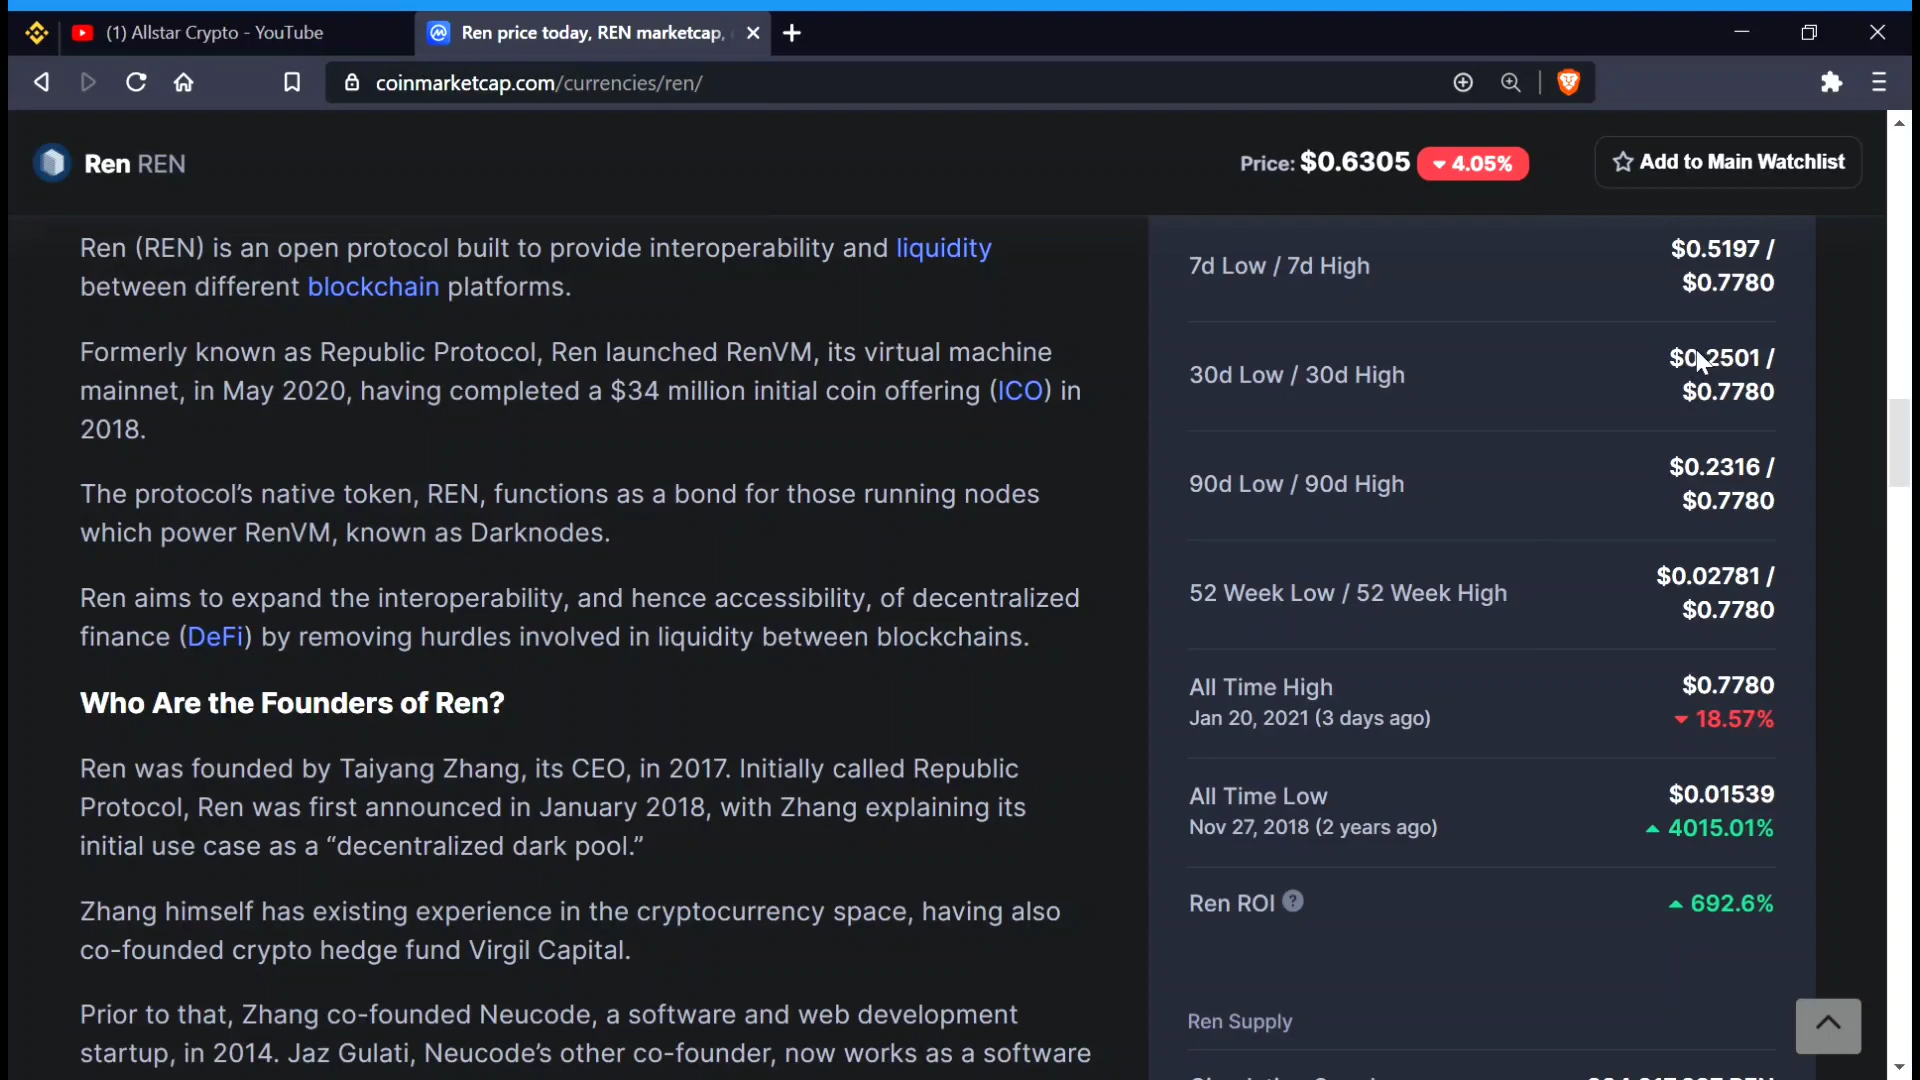 (1) Allstar Crypto - YouTube
Ren price today, REN marketcap,
coinmarketcap.com/currencies/ren/
Ren REN
Price: $0.6305 4.05%
Add to Main Watchlist
Ren (REN) is an open protocol built to provide interoperability and liquidity
between different blockchain platforms.
Formerly known as Republic Protocol, Ren launched RenVM, its virtual machine
mainnet, in May 2020, having completed a $34 million initial coin offering (ICO) in
2018.
The protocol's native token, REN, functions as a bond for those running nodes
which power RenVM, known as Darknodes.
Ren aims to expand the interoperability, and hence accessibility, of decentralized
finance (DeFi) by removing hurdles involved in liquidity between blockchains.
Who Are the Founders of Ren?
Ren was founded by Taiyang Zhang, its CEO, in 2017. Initially called Republic
Protocol, Ren was first announced in January 2018, with Zhang explaining its
initial use case as a “decentralized dark pool.”
Zhang himself has existing experience in the cryptocurrency space, having also
co-founded crypto hedge fund Virgil Capital.
Prior to that, Zhang co-founded Neucode, a software and web development
startup, in 2014. Jaz Gulati, Neucode's other co-founder, now works as a software
7d Low / 7d High
$0.5197 /
$0.7780
30d Low / 30d High
$0.2501 /
$0.7780
90d Low / 90d High
$0.2316 /
$0.7780
52 Week Low / 52 Week High
$0.02781 /
$0.7780
All Time High
$0.7780
Jan 20, 2021 (3 days ago)
18.57%
All Time Low
$0.01539
Nov 27, 2018 (2 years ago)
4015.01%
Ren ROI ?
692.6%
Ren Supply